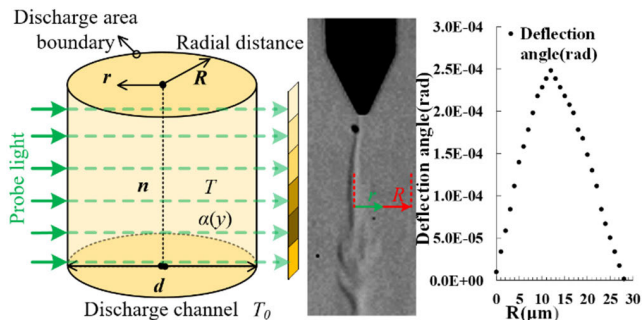 Discharge area
boundary
Radial distance
r
R
Probe light
n
T
α(y)
d
Discharge channel T₀
r
R
Deflection angle(rad)
3.0E-04
2.5E-04
2.0E-04
1.5E-04
1.0E-04
5.0E-05
0.0E+00
Deflection
angle(rad)
0 5 10 15 20 25 30
R(μm)